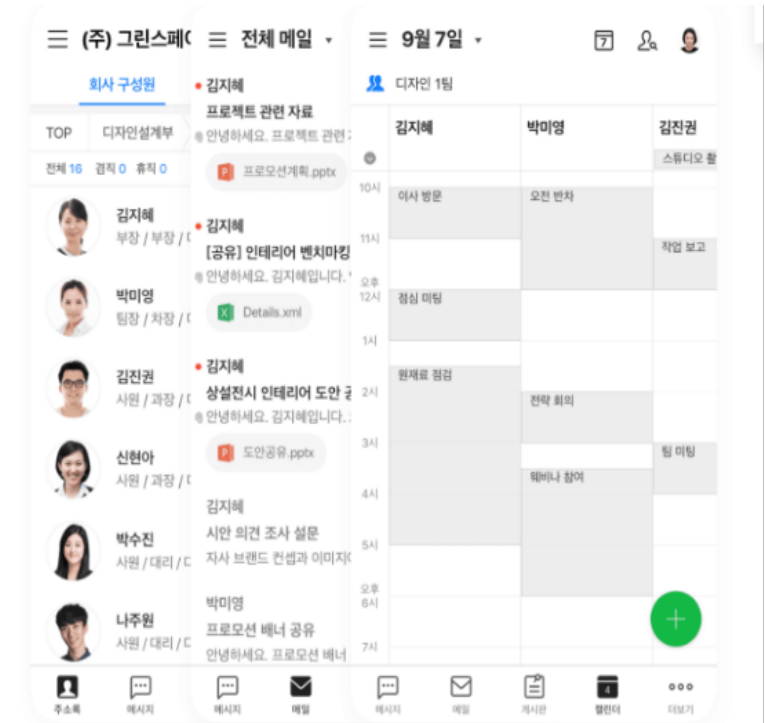 (주) 그린스페이
회사 구성원
TOP 디자인설계부
전체 16 겸직 0 휴직 0
김지혜
부장 / 부장 /
박미영
팀장 / 차장 /
김진권
사원 / 과장 /
신현아
사원 / 과장 /
박수진
사원 / 대리 /
나주원
사원 / 대리 /
주소록 메시지
전체 메일
김지혜
프로젝트 관련 자료
안녕하세요. 프로젝트 관련
프로모션계획.pptx
김지혜
[공유] 인테리어 벤치마킹
안녕하세요. 김지혜입니다.
Details.xml
김지혜
상설전시 인테리어 도안
안녕하세요. 김지혜입니다.
도안공유.pptx
김지혜
시안 의견 조사 설문
자사 브랜드 컨셉과 이미지
박미영
프로모션 배너 공유
안녕하세요. 프로모션 배너
메시지 메일
9월 7일
7
디자인 1팀
김지혜 박미영 김진권
스튜디오 촬
10시
이사 방문 오전 반차
11시
작업 보고
오후
12시
점심 미팅
1시
원재료 점검
2시
전략 회의
3시
팀 미팅
웨비나 참여
4시
5시
오후
6시
7시
메시지 메일 게시판 4 캘린더 더보기